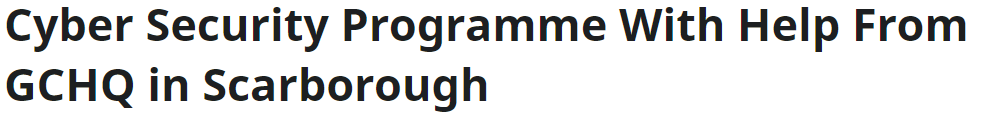 Cyber Security Programme With Help From
GCHQ in Scarborough